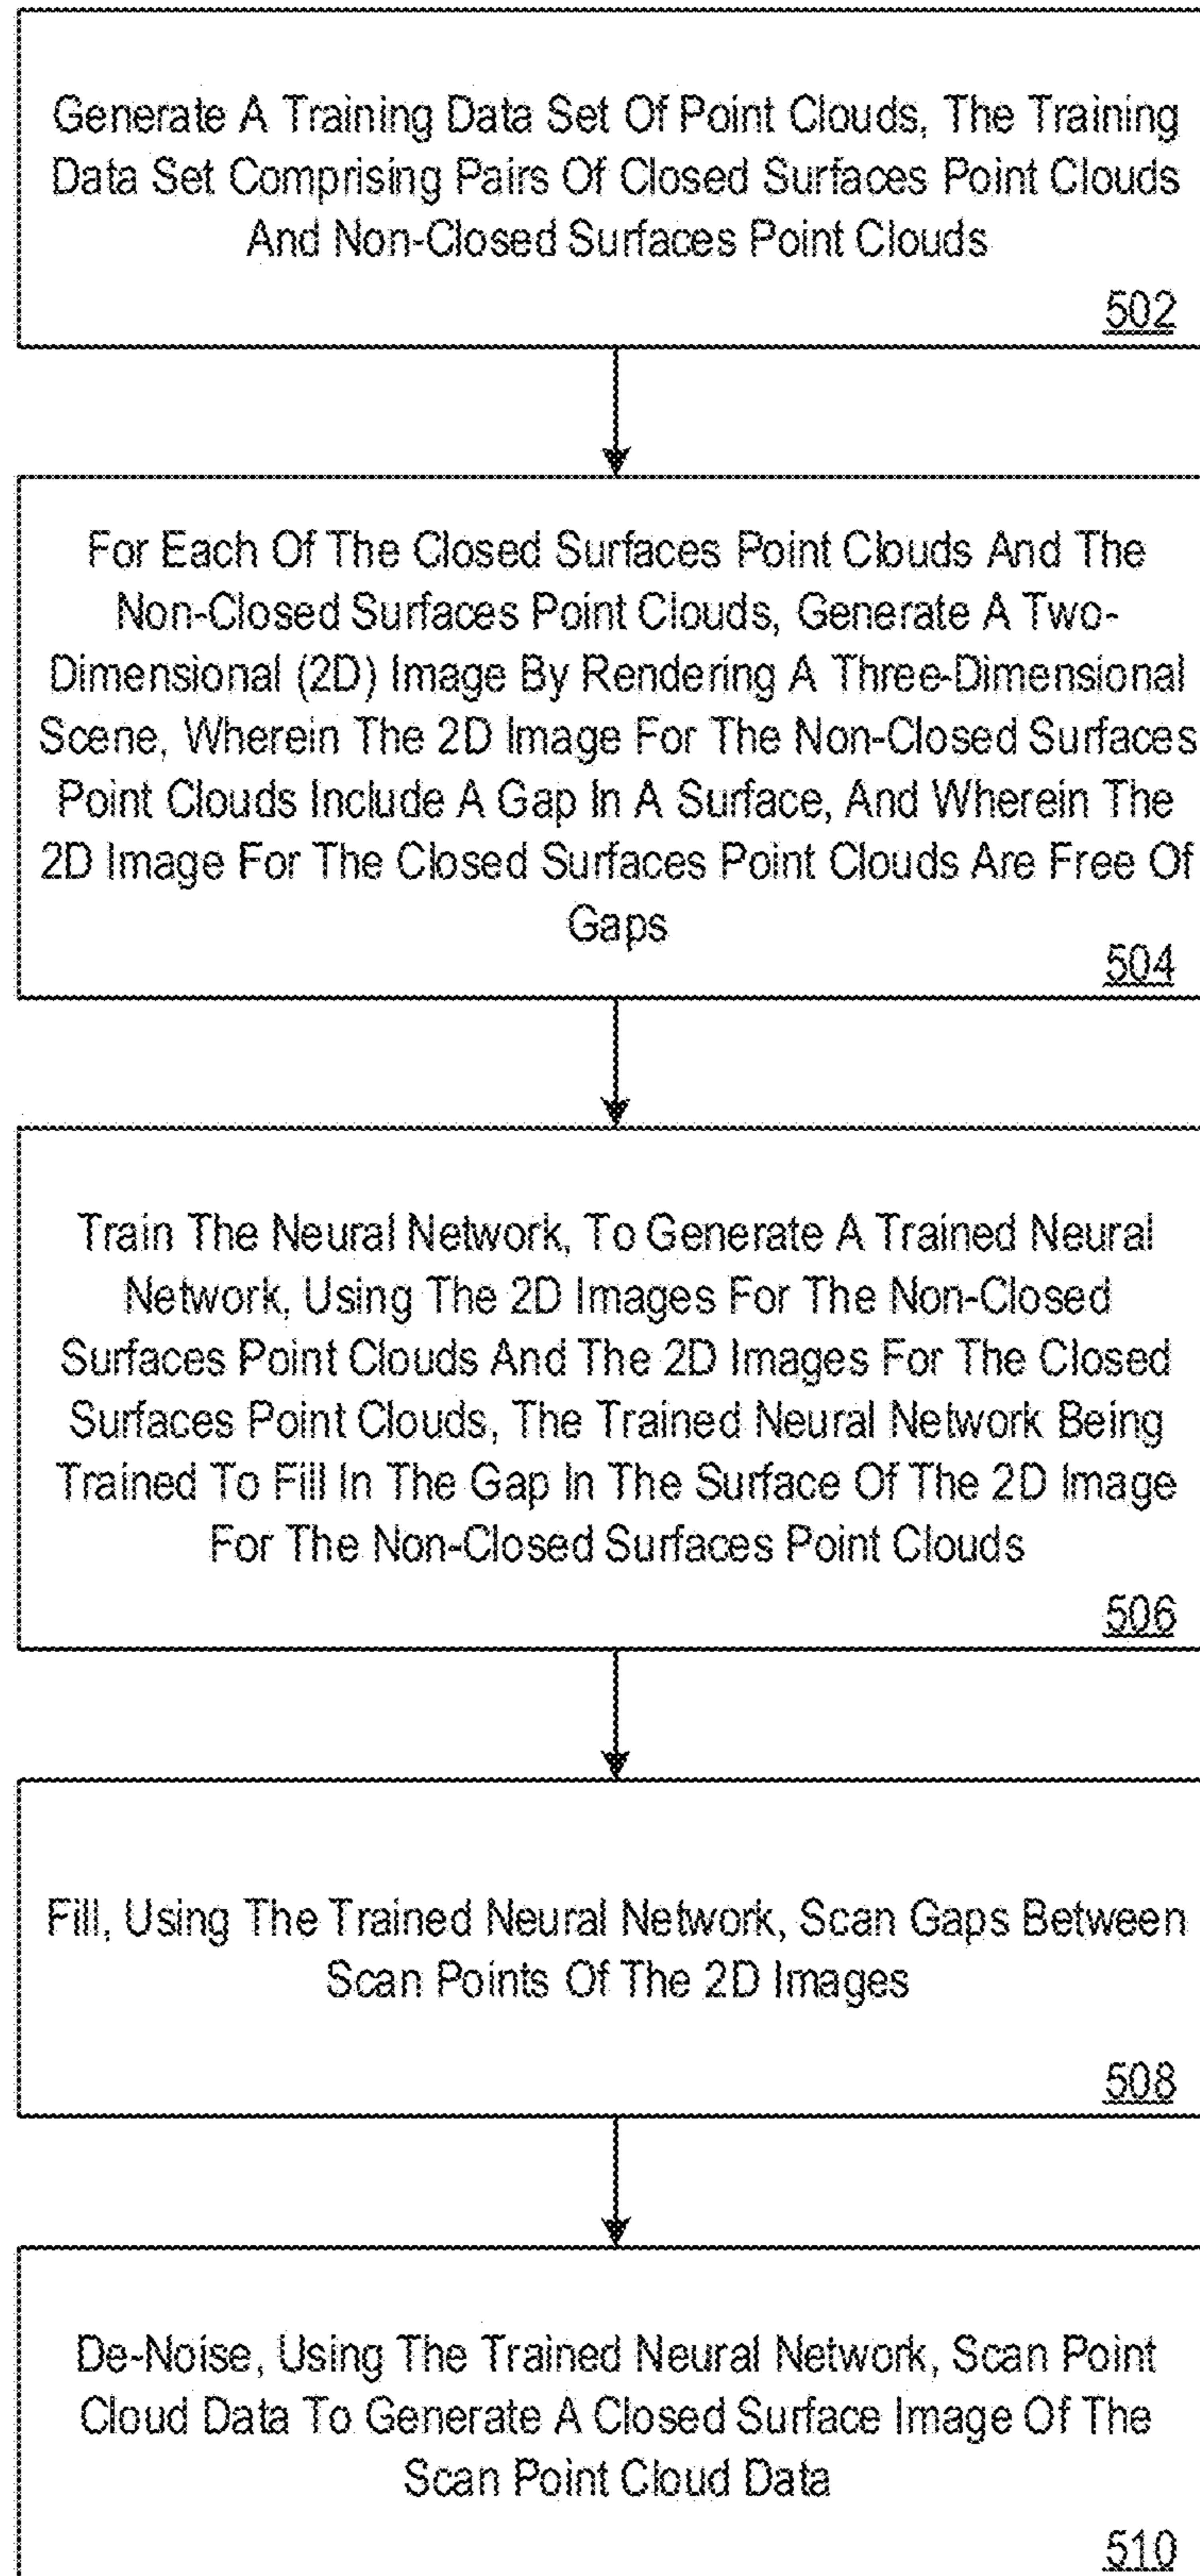 Generate A Training Data Set Of Point Clouds, The Training
Data Set Comprising Pairs Of Closed Surfaces Point Clouds
And Non-Closed Surfaces Point Clouds
502
For Each Of The Closed Surfaces Point Clouds And The
Non-Closed Surfaces Point Clouds, Generate A Two-
Dimensional (2D) Image By Rendering A Three-Dimensional
Scene, Wherein The 2D Image For The Non-Closed Surfaces
Point Clouds Include A Gap In A Surface, And Wherein The
2D Image For The Closed Surfaces Point Clouds Are Free Of
Gaps
504
Train The Neural Network, To Generate A Trained Neural
Network, Using The 2D Images For The Non-Closed
Surfaces Point Clouds And The 2D Images For The Closed
Surfaces Point Clouds, The Trained Neural Network Being
Trained To Fill In The Gap In The Surface Of The 2D Image
For The Non-Closed Surfaces Point Clouds
506
Fill, Using The Trained Neural Network, Scan Gaps Between
Scan Points Of The 2D Images
508
De-Noise, Using The Trained Neural Network, Scan Point
Cloud Data To Generate A Closed Surface Image Of The
Scan Point Cloud Data
510